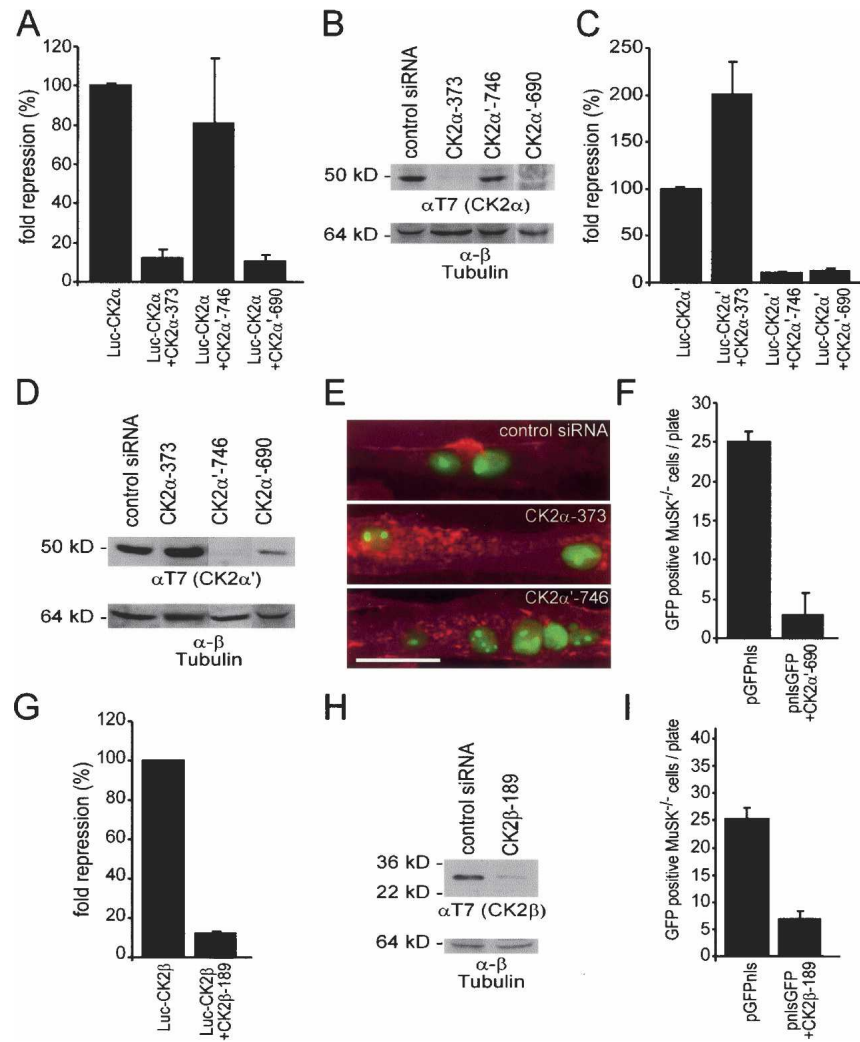 A
fold repression (%)
120
100
80
60
40
20
0
Luc-CK2α
Luc-CK2α
+CK2α-373
Luc-CK2α
+CK2α'-746
Luc-CK2α
+CK2α'-690
B
control siRNA
CK2α-373
CK2α'-746
CK2α'-690
50 kD -
αT7 (CK2α)
64 kD -
α-β
Tubulin
C
fold repression (%)
250
200
150
100
50
0
Luc-CK2α'
Luc-CK2α'
+CK2α-373
Luc-CK2α'
+CK2α'-746
Luc-CK2α'
+CK2α'-690
D
control siRNA
CK2α-373
CK2α'-746
CK2α'-690
50 kD -
αT7 (CK2α')
64 kD -
α-β
Tubulin
E
control siRNA
CK2α-373
CK2α'-746
F
GFP positive MuSK-/- cells / plate
30
25
20
15
10
5
0
pGFPnls
pnlsGFP
+CK2α'-690
G
fold repression (%)
120
100
80
60
40
20
0
Luc-CK2β
Luc-CK2β
+CK2β-189
H
control siRNA
CK2β-189
36 kD -
22 kD -
αT7 (CK2β)
64 kD -
α-β
Tubulin
I
GFP positive MuSK-/- cells / plate
35
30
25
20
15
10
5
0
pGFPnls
pnlsGFP
+CK2β-189